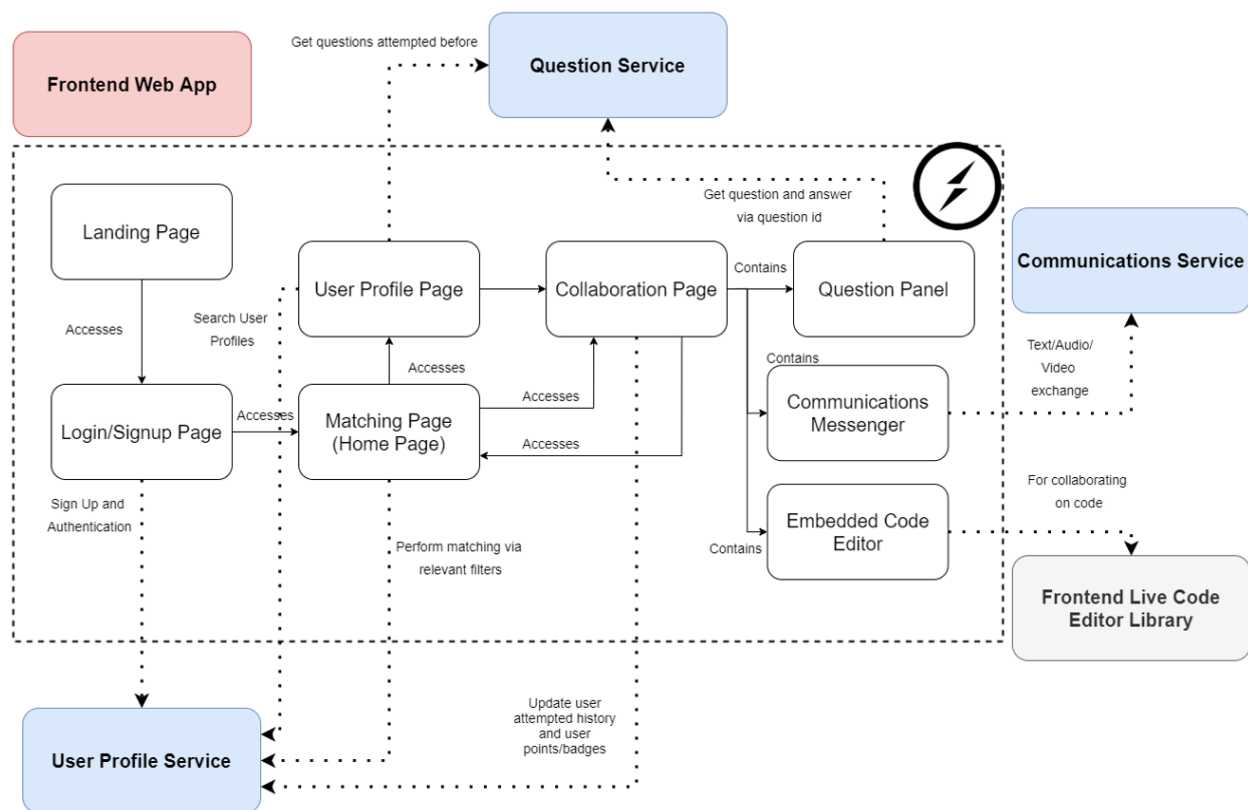 Get questions attempted before
Question Service
Frontend Web App
Get question and answer
via question id
Landing Page
Communications Service
User Profile Page
Collaboration Page
Contains
Question Panel
Accesses
Search User
Profiles
Accesses
Contains
Text/Audio/
Video
exchange
Login/Signup Page
Accesses
Matching Page
(Home Page)
Accesses
Accesses
Communications
Messenger
Sign Up and
Authentication
For collaborating
on code
Embedded Code
Editor
Contains
Perform matching via
relevant filters
Frontend Live Code
Editor Library
Update user
attempted history
and user
points/badges
User Profile Service